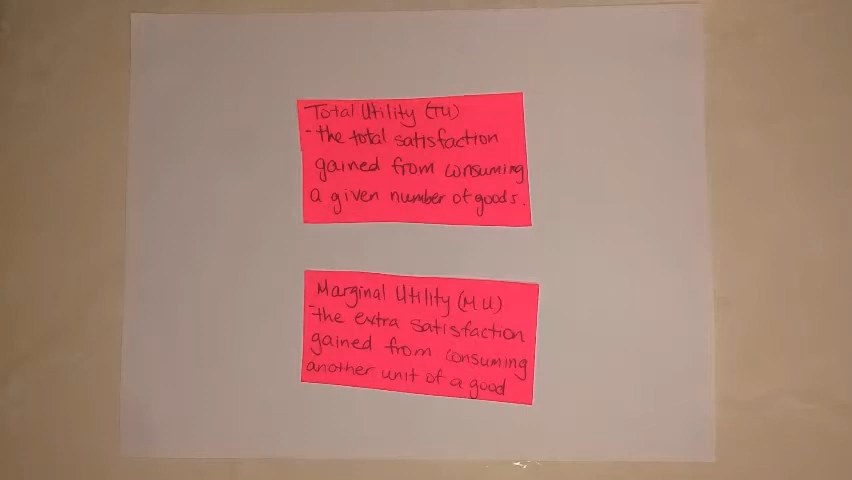 Total Utility (TU)
- the total satisfaction
gained from consuming
a given number of goods.
Marginal Utility (MU)
- the extra satisfaction
gained from consuming
another unit of a good